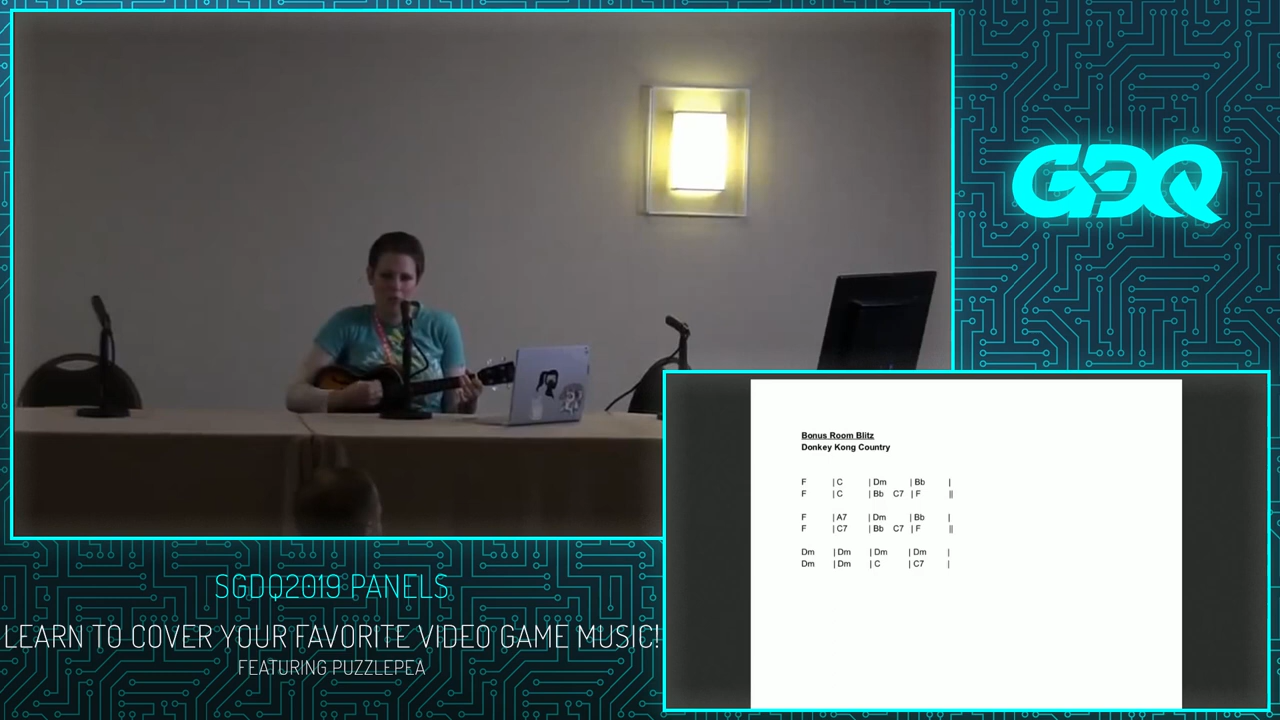 GDQ
Bonus Room Blitz
Donkey Kong Country
F | C | Dm | Bb |
F | C | Bb C7 | F ||
F | A7 | Dm | Bb |
F | C7 | Bb C7 | F ||
Dm | Dm | Dm | Dm |
Dm | Dm | C | C7 |
SGDQ2019 PANELS
LEARN TO COVER YOUR FAVORITE VIDEO GAME MUSIC!
FEATURING PUZZLEPEA